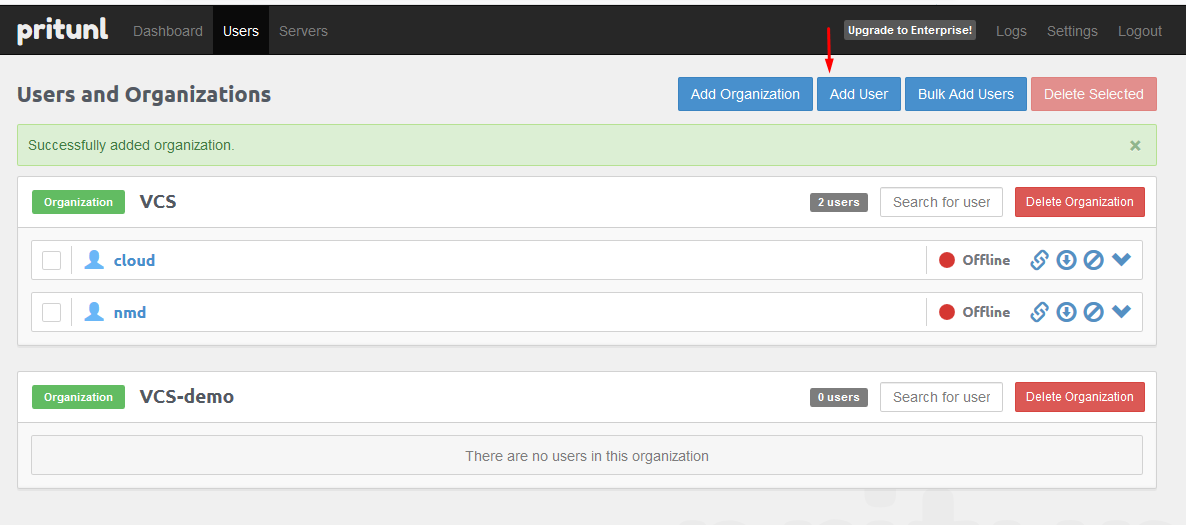 pritunl Dashboard Users Servers Upgrade to Enterprise! Logs Settings Logout
Users and Organizations Add Organization Add User Bulk Add Users Delete Selected
Successfully added organization. ×
Organization VCS 2 users Search for user Delete Organization
cloud Offline
nmd Offline
Organization VCS-demo 0 users Search for user Delete Organization
There are no users in this organization